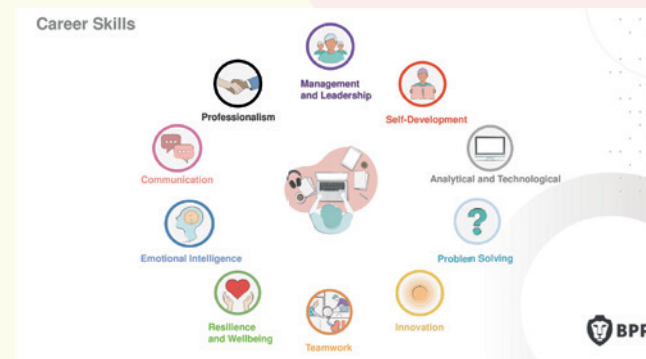 Career Skills
Management
and Leadership
Professionalism
Self-Development
Communication
Analytical and Technological
Emotional Intelligence
Problem Solving
Resilience
and Wellbeing
Innovation
Teamwork
BPP